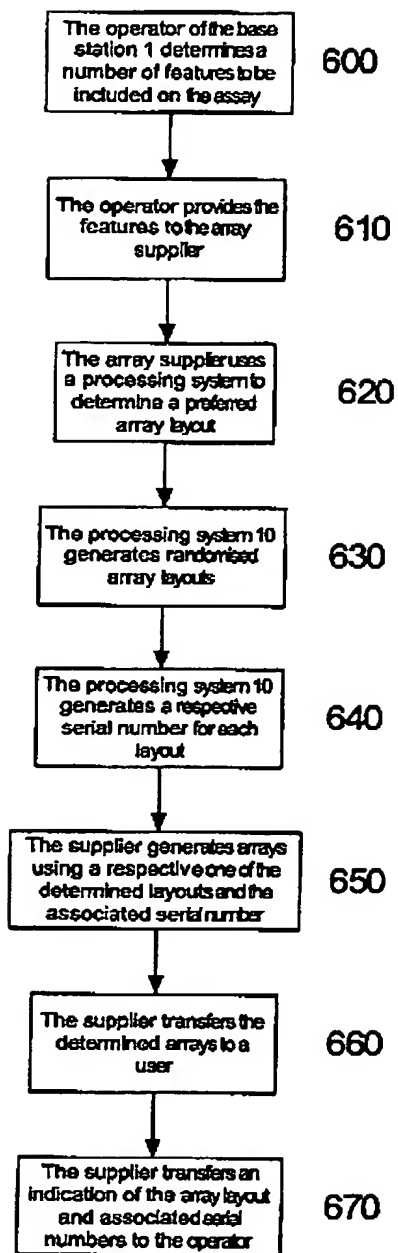 The operator of the base
station 1 determines a
number of features to be
included on the assay
600
The operator provides the
features to the array
supplier
610
The array supplier uses
a processing system to
determine a preferred
array layout
620
The processing system 10
generates randomised
array layouts
630
The processing system 10
generates a respective
serial number for each
layout
640
The supplier generates arrays
using a respective one of the
determined layouts and the
associated serial number
650
The supplier transfers the
determined arrays to a
user
660
The supplier transfers an
indication of the array layout
and associated serial
numbers to the operator
670